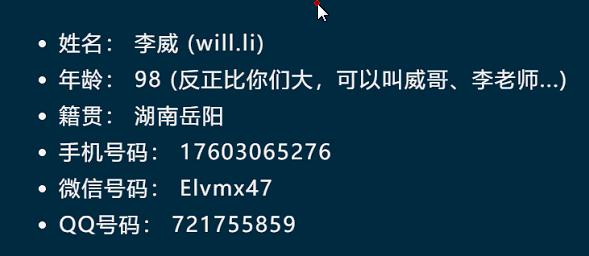 姓名： 李威 (will.li)
年龄： 98 (反正比你们大，可以叫威哥、李老师...)
籍贯： 湖南岳阳
手机号码： 17603065276
微信号码： Elvmx47
QQ号码： 721755859